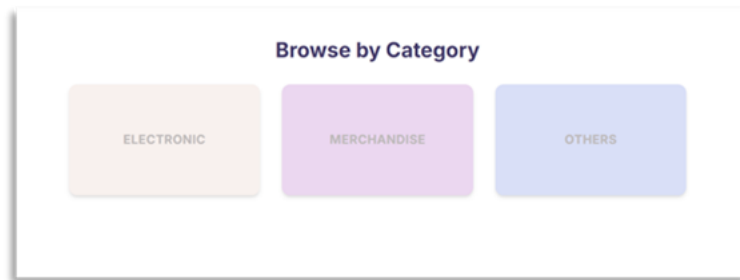 Browse by Category
ELECTRONIC
MERCHANDISE
OTHERS